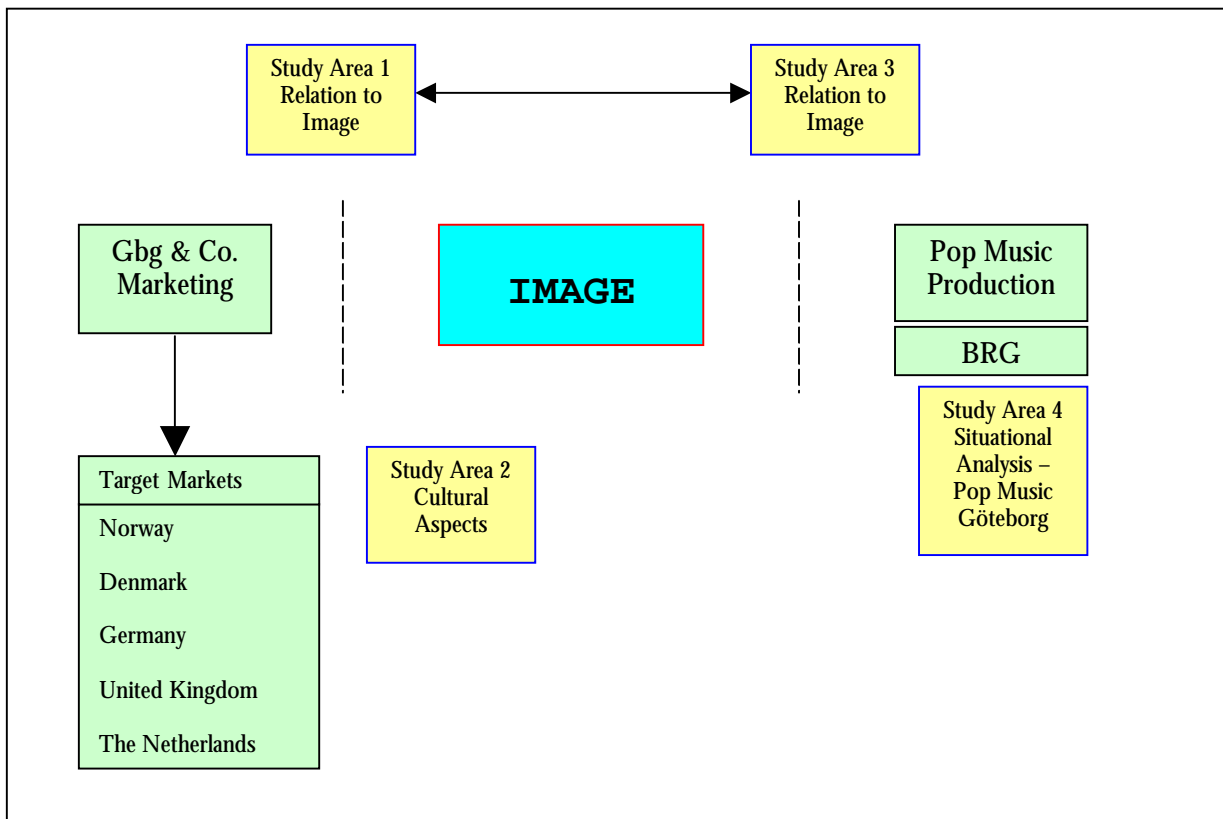 Study Area 1
Relation to
Image
Study Area 3
Relation to
Image
Gbg & Co.
Marketing
IMAGE
Pop Music
Production
BRG
Study Area 4
Situational
Analysis –
Pop Music
Göteborg
Study Area 2
Cultural
Aspects
Target Markets
Norway
Denmark
Germany
United Kingdom
The Netherlands